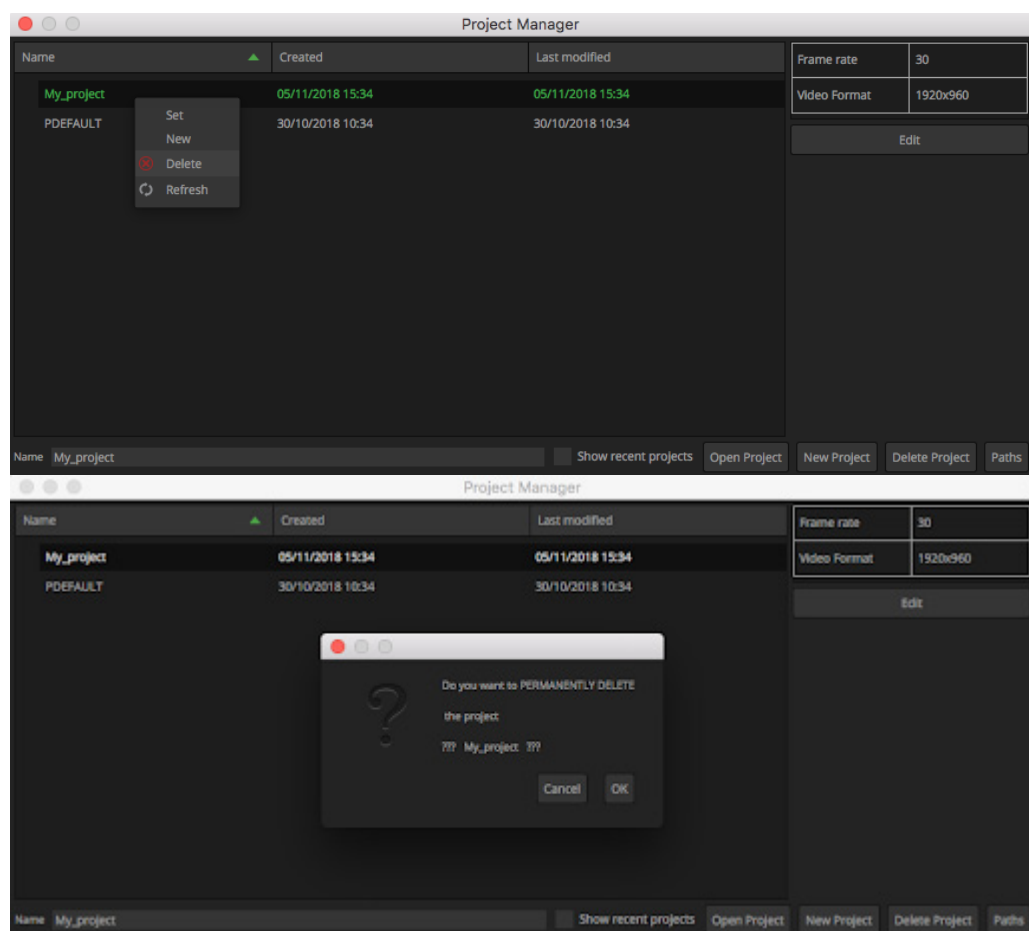 Project Manager
Name Created Last modified Frame rate 30
My_project 05/11/2018 15:34 05/11/2018 15:34 Video Format 1920x960
Set
PDEFAULT 30/10/2018 10:34 30/10/2018 10:34
New Edit
Delete
Refresh
Name My_project Show recent projects Open Project New Project Delete Project Paths
Project Manager
Name Created Last modified Frame rate 30
My_project 05/11/2018 15:34 05/11/2018 15:34 Video Format 1920x960
PDEFAULT 30/10/2018 10:34 30/10/2018 10:34
Edit
Do you want to PERMANENTLY DELETE
the project
??? My_project ???
Cancel OK
Name My_project Show recent projects Open Project New Project Delete Project Paths